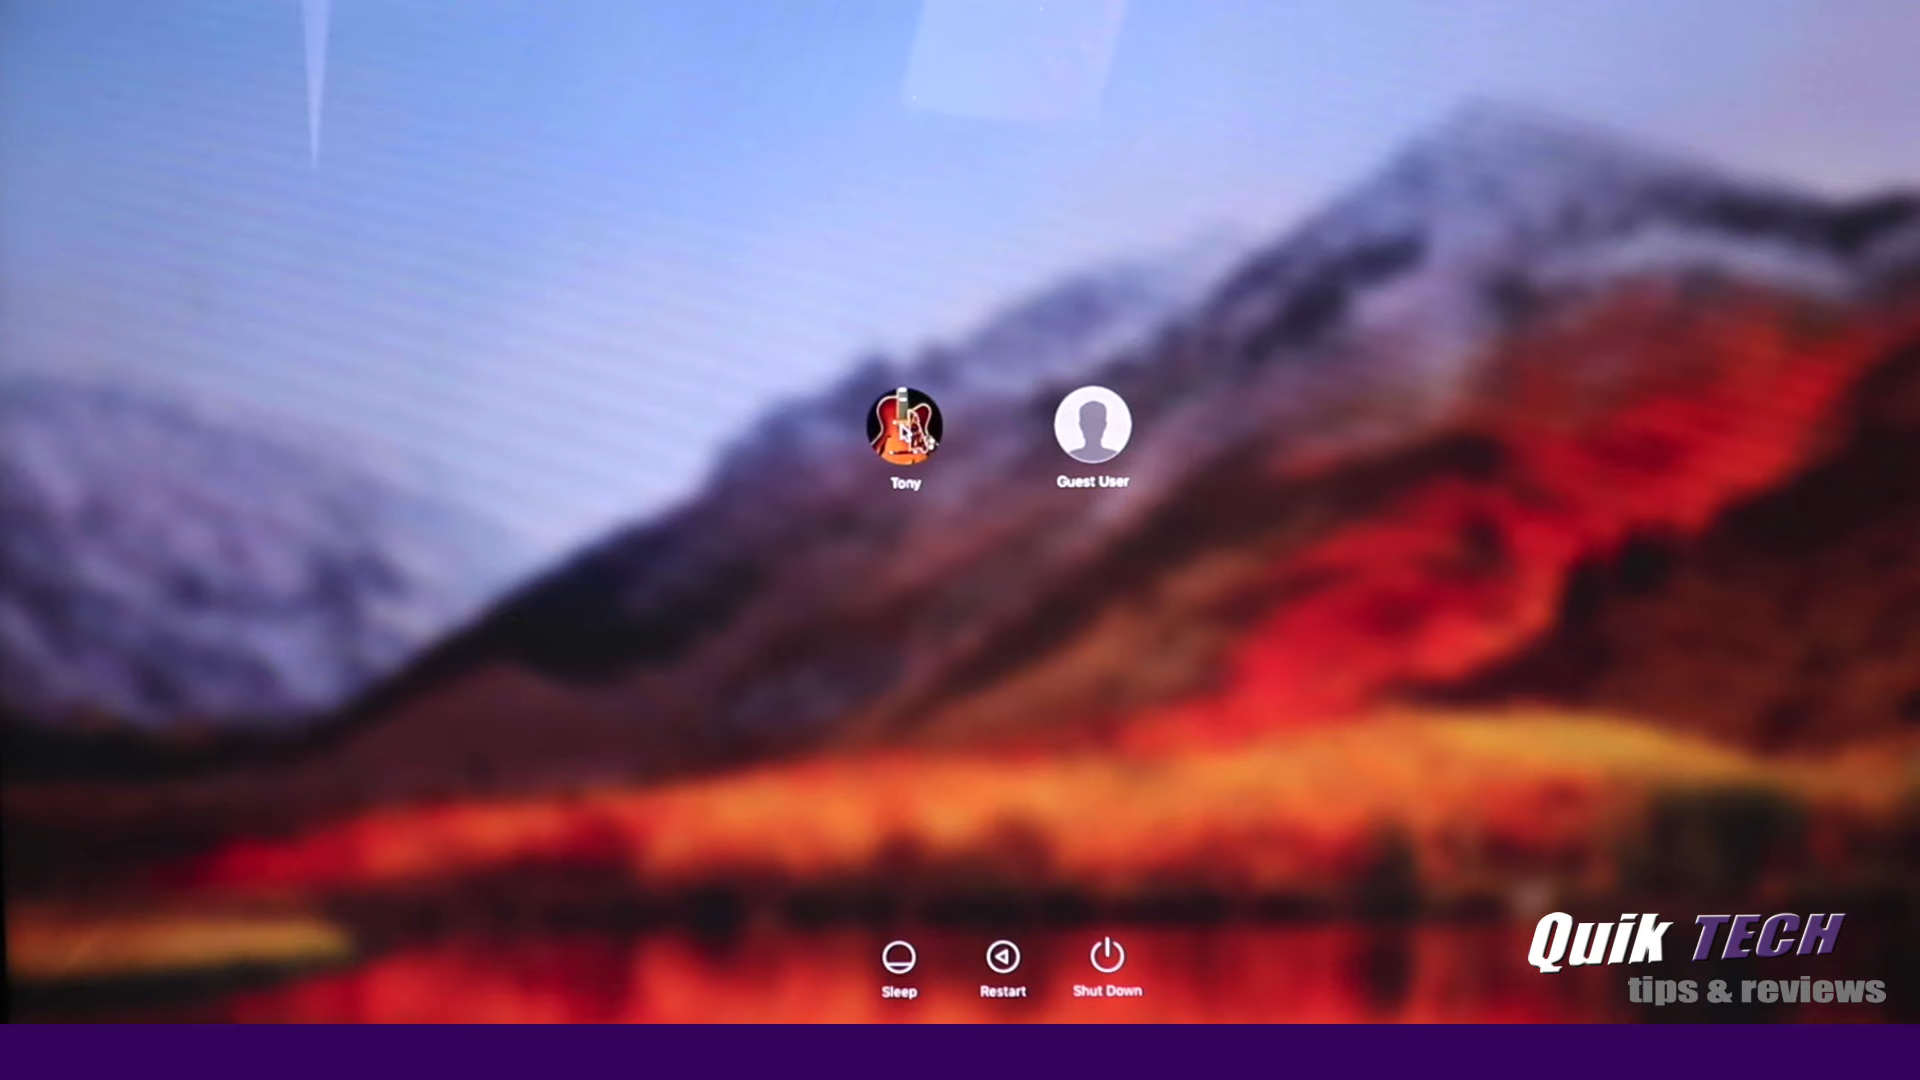 Tony
Guest User
Sleep
Restart
Shut Down
Quik TECH
tips & reviews